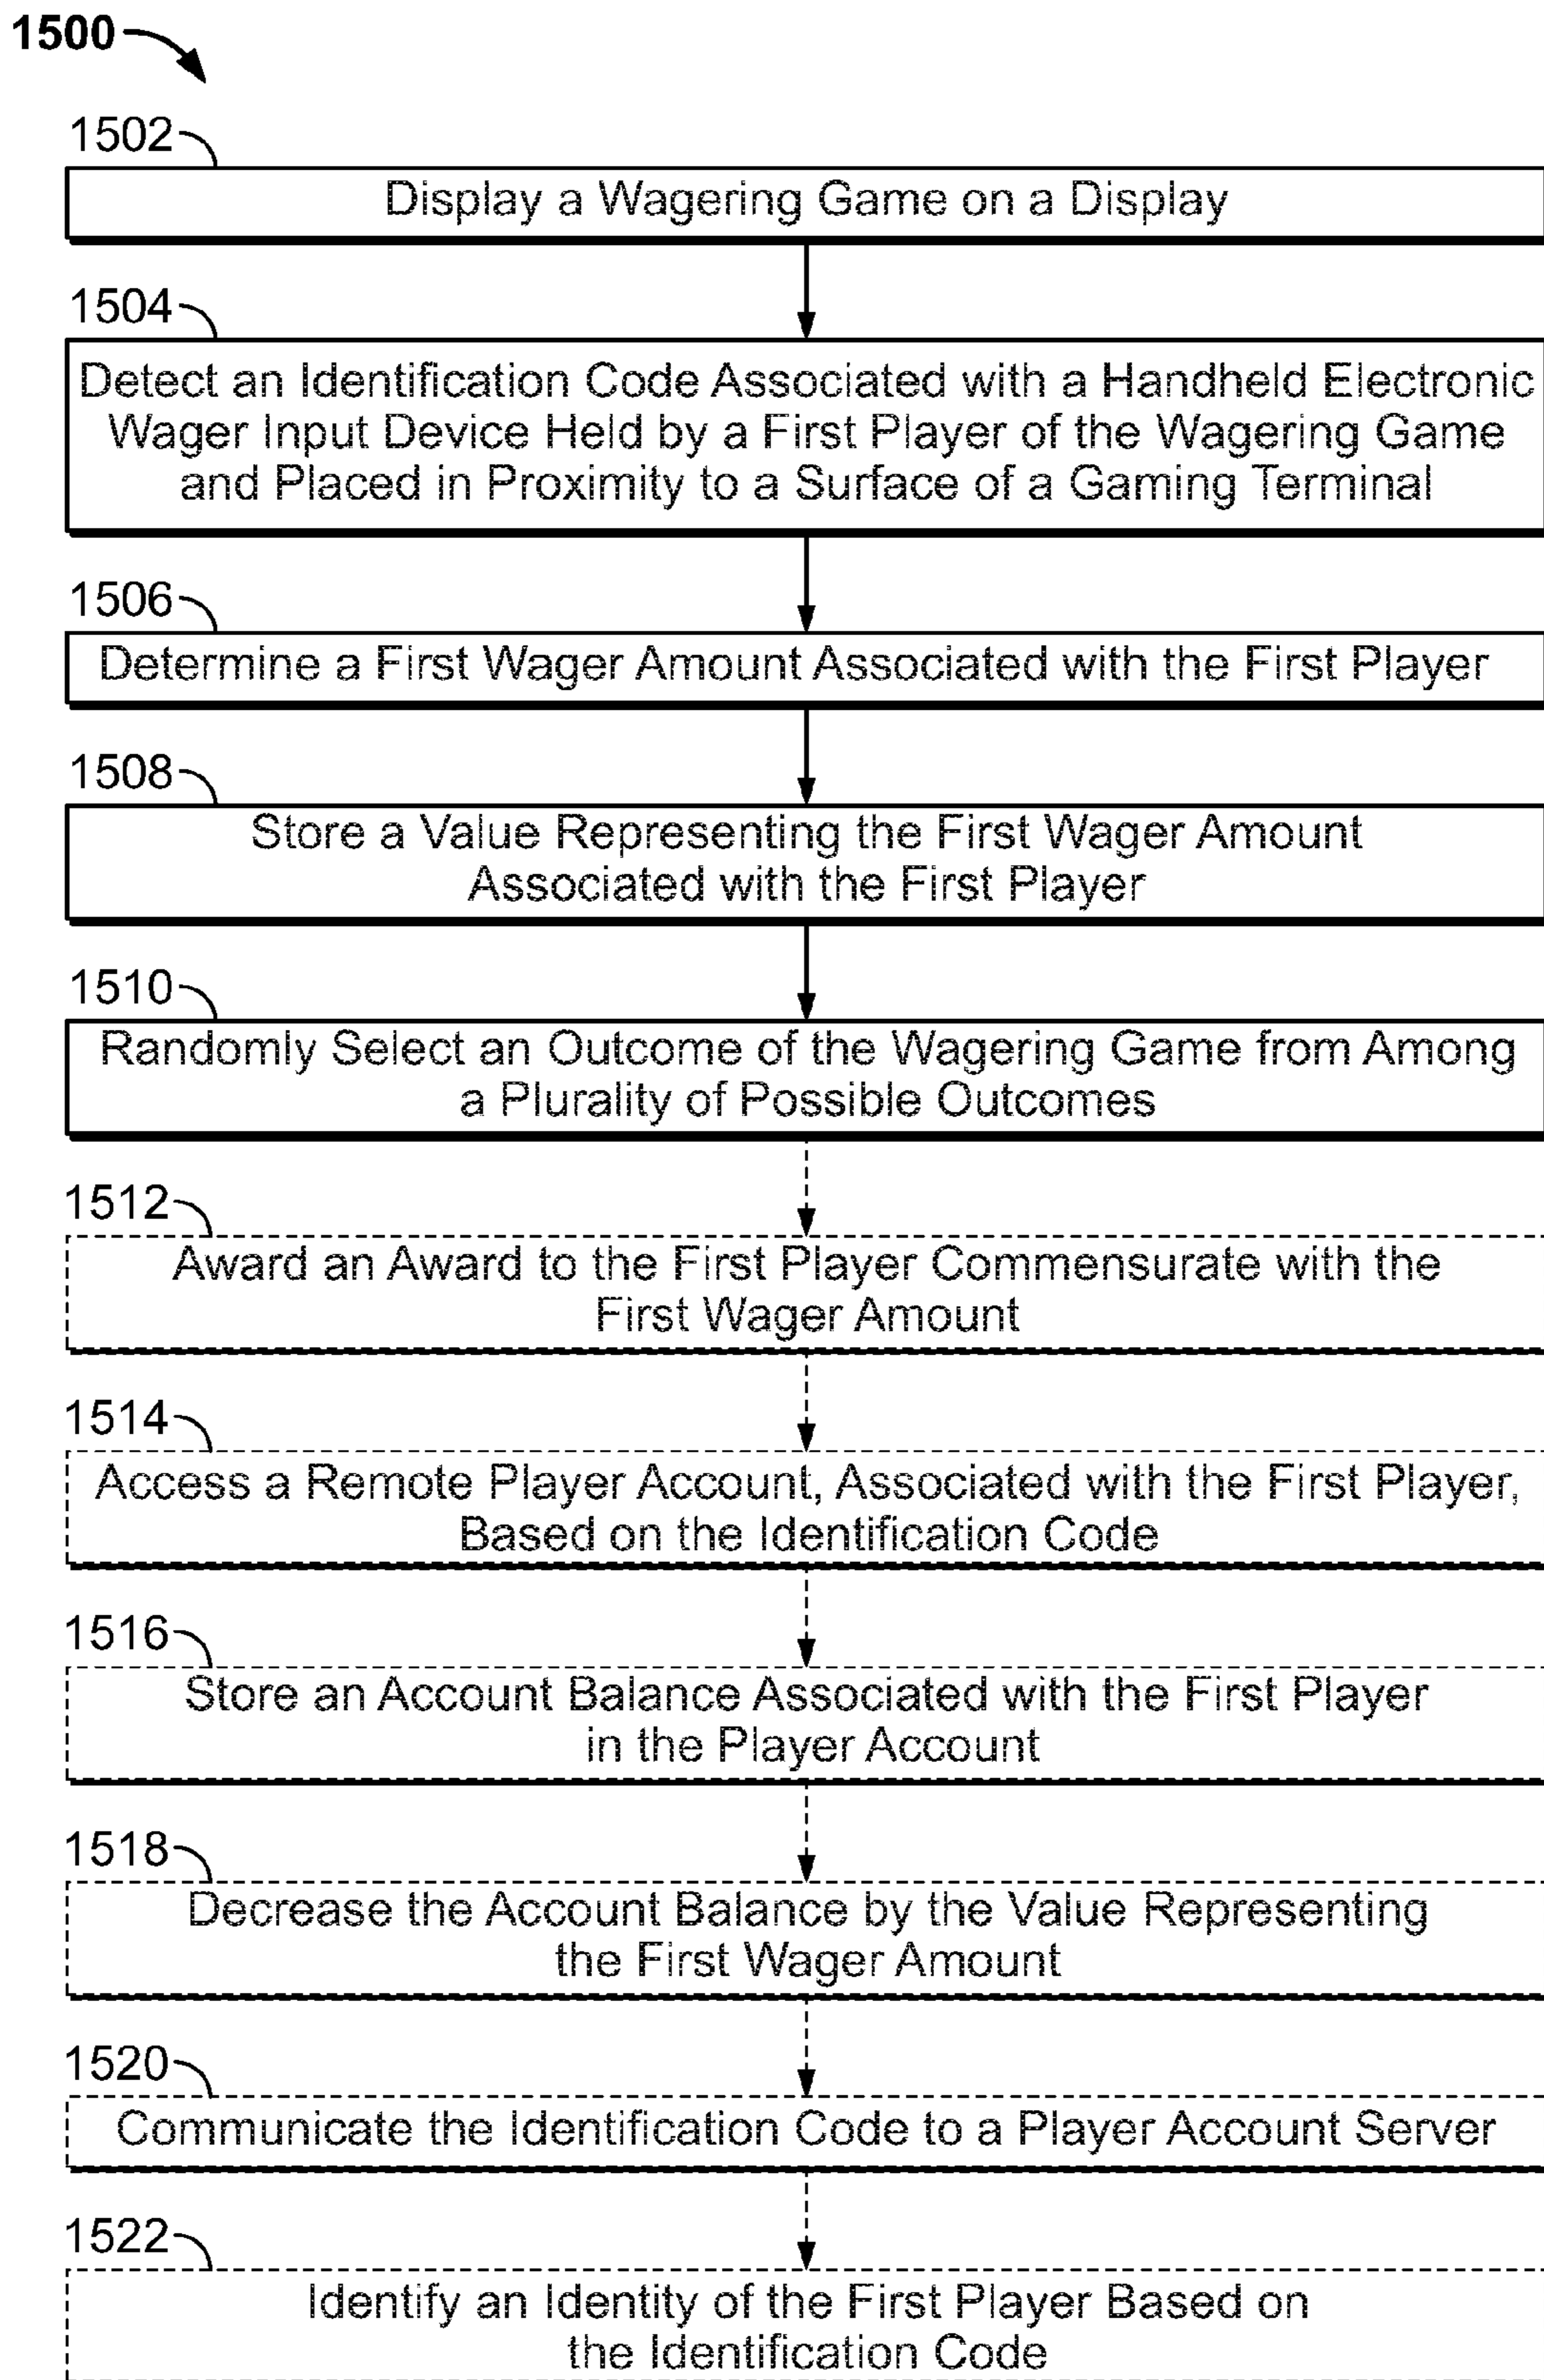 1500
1502
Display a Wagering Game on a Display
1504
Detect an Identification Code Associated with a Handheld Electronic
Wager Input Device Held by a First Player of the Wagering Game
and Placed in Proximity to a Surface of a Gaming Terminal
1506
Determine a First Wager Amount Associated with the First Player
1508
Store a Value Representing the First Wager Amount
Associated with the First Player
1510
Randomly Select an Outcome of the Wagering Game from Among
a Plurality of Possible Outcomes
1512
Award an Award to the First Player Commensurate with the
First Wager Amount
1514
Access a Remote Player Account, Associated with the First Player,
Based on the Identification Code
1516
Store an Account Balance Associated with the First Player
in the Player Account
1518
Decrease the Account Balance by the Value Representing
the First Wager Amount
1520
Communicate the Identification Code to a Player Account Server
1522
Identify an Identity of the First Player Based on
the Identification Code